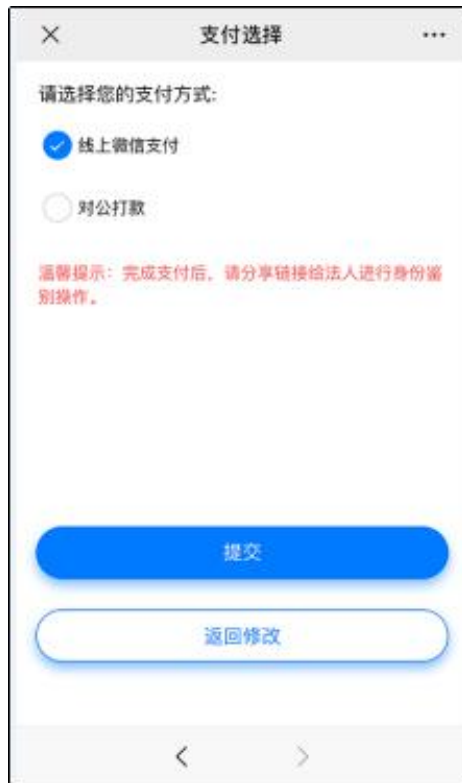 支付选择
请选择您的支付方式:
线上微信支付
对公打款
温馨提示：完成支付后，请分享链接给法人进行身份鉴
别操作。
提交
返回修改